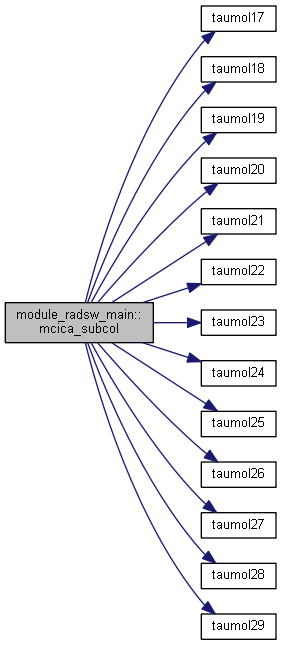 taumol17
taumol18
taumol19
taumol20
taumol21
taumol22
module_radsw_main::
mcica_subcol
taumol23
taumol24
taumol25
taumol26
taumol27
taumol28
taumol29